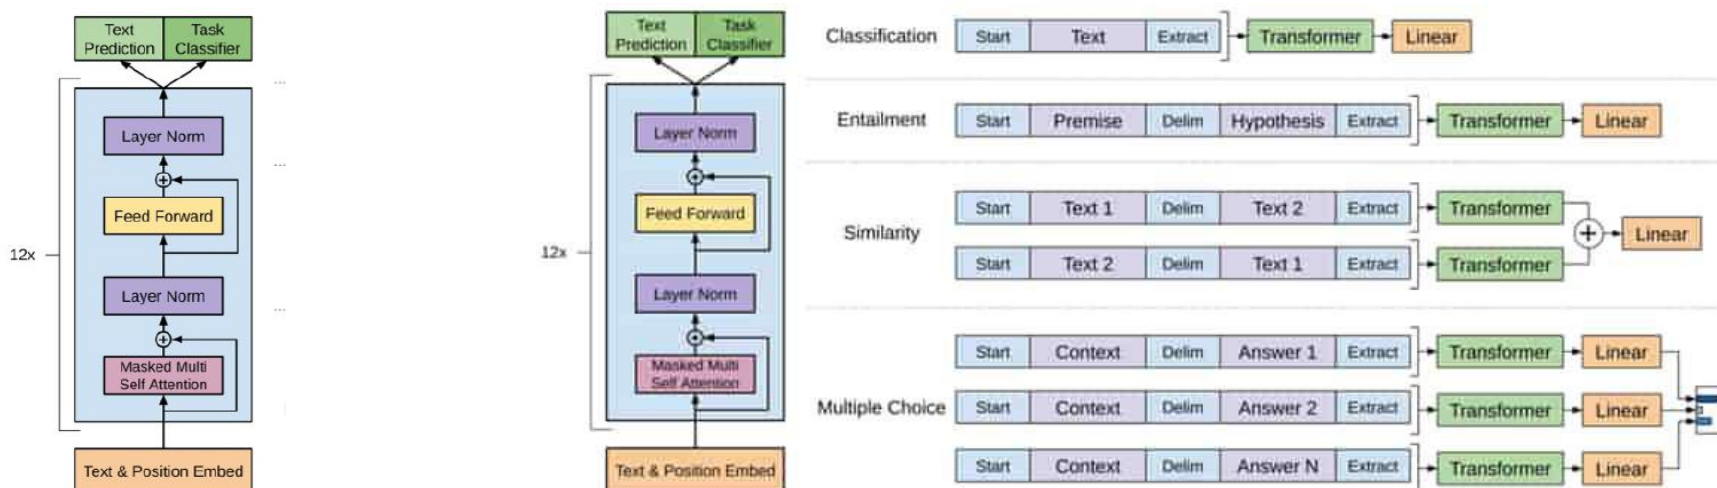 Text
Prediction
Task
Classifier
...
Layer Norm
...
Feed Forward
12x
Layer Norm
...
Masked Multi
Self Attention
Text & Position Embed
Text
Prediction
Task
Classifier
Layer Norm
Feed Forward
12x
Layer Norm
Masked Multi
Self Attention
Text & Position Embed
Classification Start Text Extract Transformer Linear
Entailment Start Premise Delim Hypothesis Extract Transformer Linear
Start Text 1 Delim Text 2 Extract Transformer
Similarity Linear
Start Text 2 Delim Text 1 Extract Transformer
Start Context Delim Answer 1 Extract Transformer Linear
Multiple Choice Start Context Delim Answer 2 Extract Transformer Linear
Start Context Delim Answer N Extract Transformer Linear